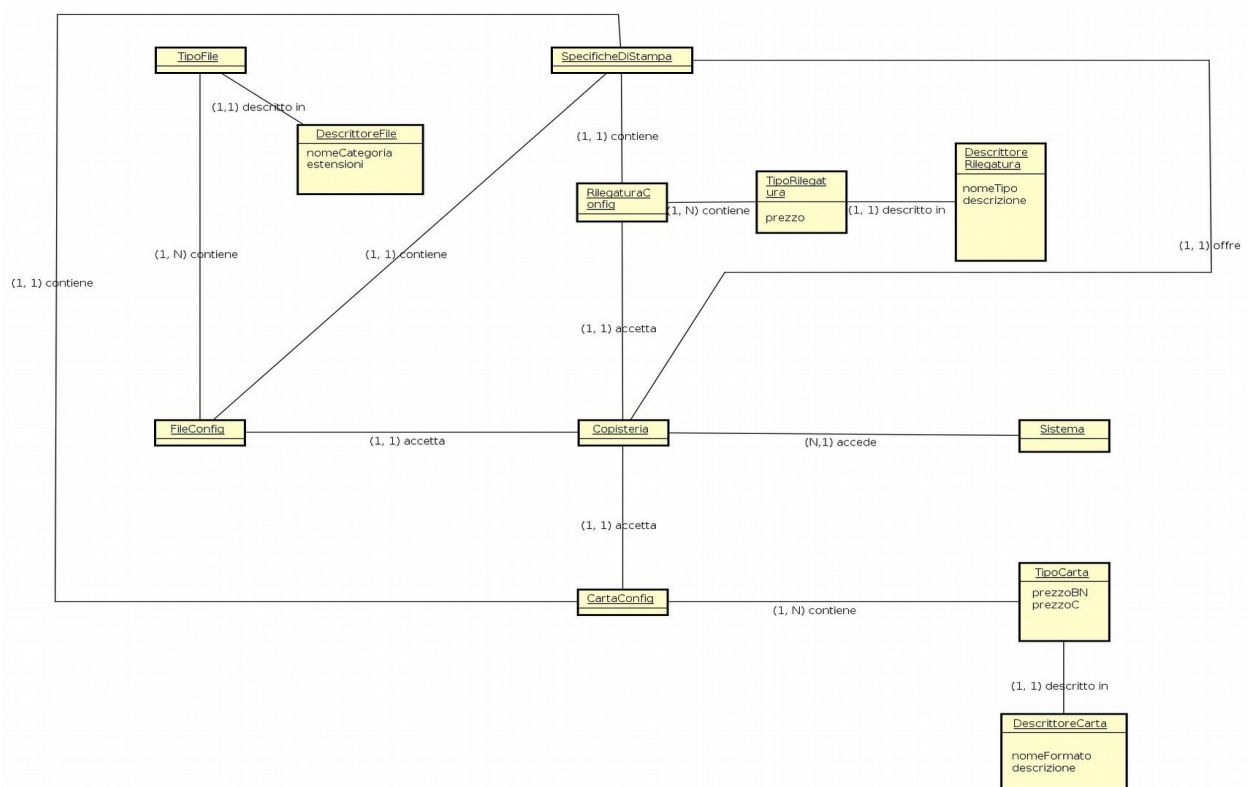 TipoFile
SpecificheDiStampa
(1,1) descritto in
DescrittoreFile
nomeCategoria
estensioni
(1, 1) contiene
Descrittore
Rilegatura
nomeTipo
descrizione
TipoRilegat
ura
prezzo
RilegaturaC
onfig
(1, N) contiene
(1, 1) descritto in
(1, N) contiene
(1, 1) contiene
(1, 1) offre
(1, 1) contiene
(1, 1) accetta
FileConfig
(1, 1) accetta
Copisteria
(N,1) accede
Sistema
(1, 1) accetta
CartaConfig
(1, N) contiene
TipoCarta
prezzoBN
prezzoC
(1, 1) descritto in
DescrittoreCarta
nomeFormato
descrizione